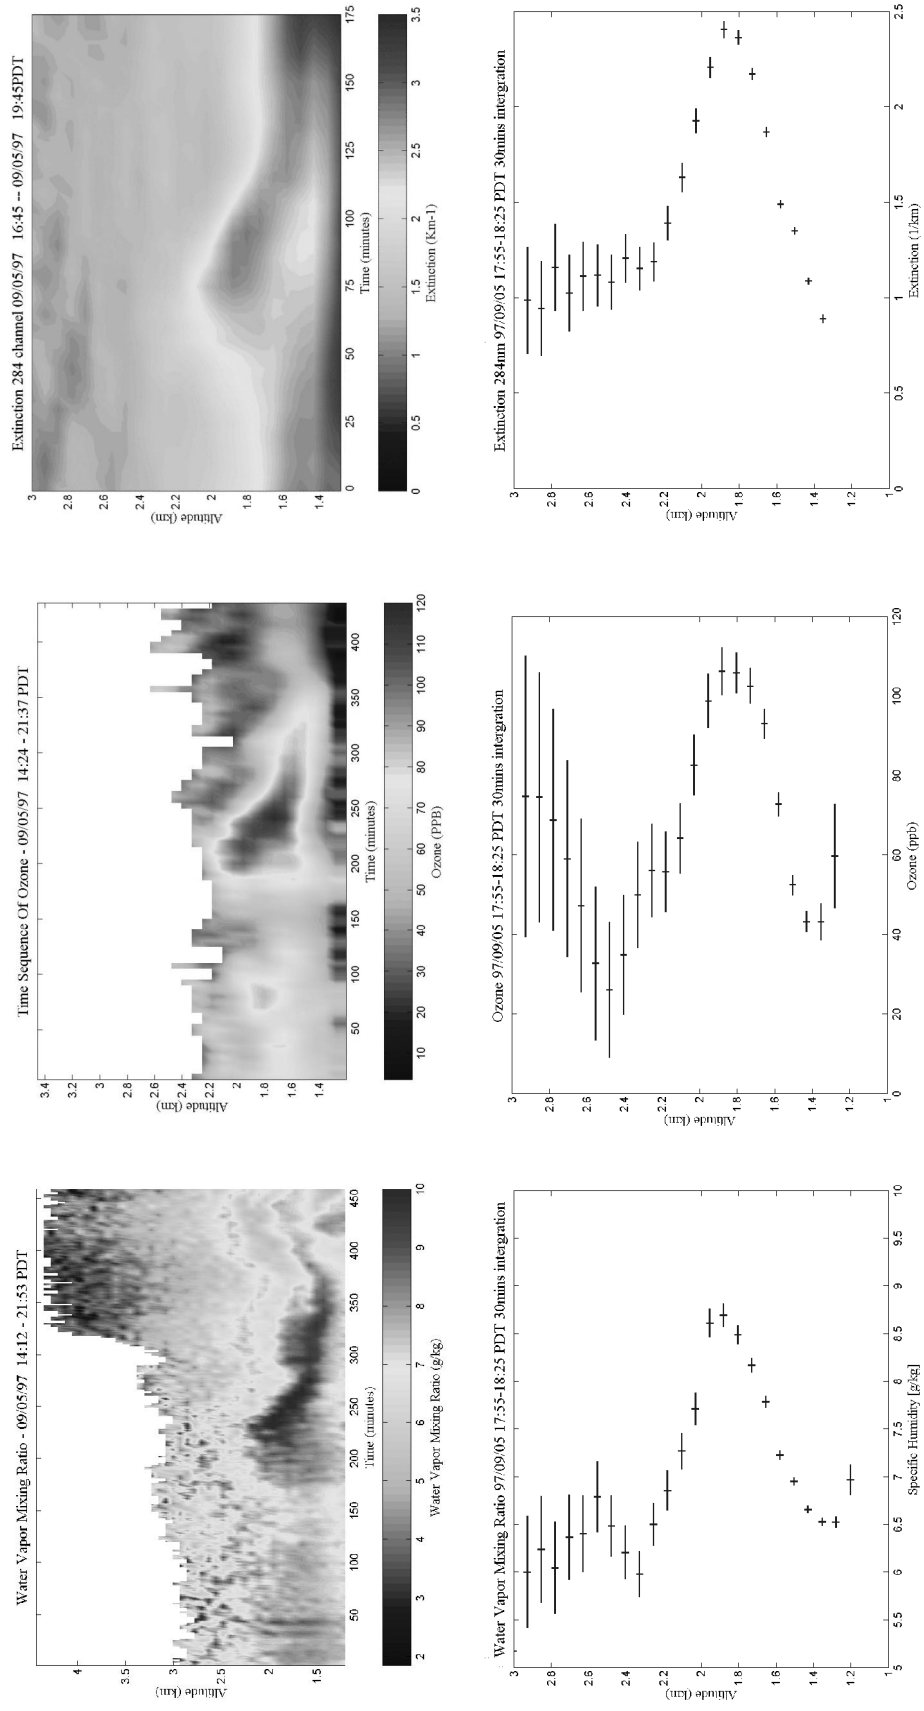 Water Vapor Mixing Ratio - 09/05/97 14:12 - 21:53 PDT
Altitude (km)
4
3.5
3
2.5
2
1.5
50 100 150 200 250 300 350 400 450
Time (minutes)
2 3 4 5 6 7 8 9 10
Water Vapor Mixing Ratio (g/kg)
Time Sequence Of Ozone - 09/05/97 14:24 - 21:37 PDT
Altitude (km)
3.4
3.2
3
2.8
2.6
2.4
2.2
2
1.8
1.6
1.4
50 100 150 200 250 300 350 400
Time (minutes)
10 20 30 40 50 60 70 80 90 100 110 120
Ozone (PPB)
Extinction 284 channel 09/05/97 16:45 -- 09/05/97 19:45PDT
Altitude (km)
3
2.8
2.6
2.4
2.2
2
1.8
1.6
1.4
0 25 50 75 100 125 150 175
Time (minutes)
0 0.5 1 1.5 2 2.5 3 3.5
Extinction (Km-1)
Water Vapor Mixing Ratio 97/09/05 17:55-18:25 PDT 30mins intergration
Altitude (km)
3
2.8
2.6
2.4
2.2
2
1.8
1.6
1.4
1.2
1
5 5.5 6 6.5 7 7.5 8 8.5 9 9.5 10
Specific Humidity [g/kg]
Ozone 97/09/05 17:55-18:25 PDT 30mins intergration
Altitude (km)
3
2.8
2.6
2.4
2.2
2
1.8
1.6
1.4
1.2
1
0 20 40 60 80 100 120
Ozone (ppb)
Extinction 284nm 97/09/05 17:55-18:25 PDT 30mins intergration
Altitude (km)
3
2.8
2.6
2.4
2.2
2
1.8
1.6
1.4
1.2
1
0 0.5 1 1.5 2 2.5
Extinction (1/km)